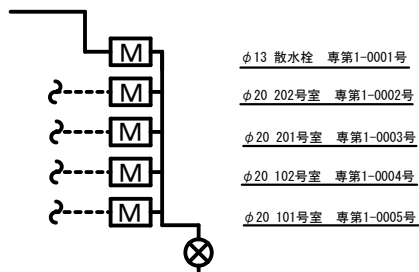 M φ13 散水栓 専第1-0001号
M φ20 202号室 専第1-0002号
M φ20 201号室 専第1-0003号
M φ20 102号室 専第1-0004号
M φ20 101号室 専第1-0005号